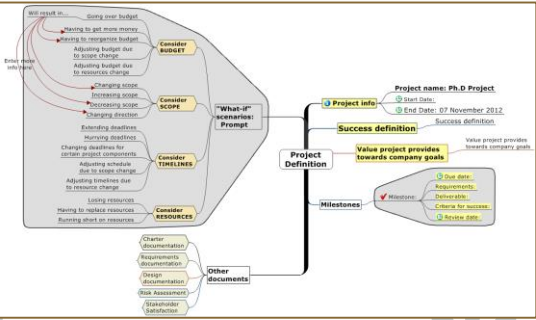 Will result in...
Going over budget
Having to get more money
Having to reorganize budget
Adjusting budget due
to scope change
Adjusting budget due
to resources change
Consider
BUDGET
Enter more
info here
Changing scope
Increasing scope
Decreasing scope
Changing direction
Consider
SCOPE
"What-if"
scenarios:
Prompt
Extending deadlines
Hurrying deadlines
Changing deadlines for
certain project components
Adjusting schedule
due to scope change
Adjusting timelines due
to resource change
Consider
TIMELINES
Losing resources
Having to replace resources
Running short on resources
Consider
RESOURCES
Charter
documentation
Requirements
documentation
Design
documentation
Risk Assessment
Stakeholder
Satisfaction
Other
documents
Project
Definition
Project info
Project name: Ph.D Project
Start Date:
End Date: 07 November 2012
Success definition
Success definition
Value project provides
towards company goals
Value project provides
towards company goals
Milestones
Milestone:
Due date:
Requirements:
Deliverable:
Criteria for success:
Review date: